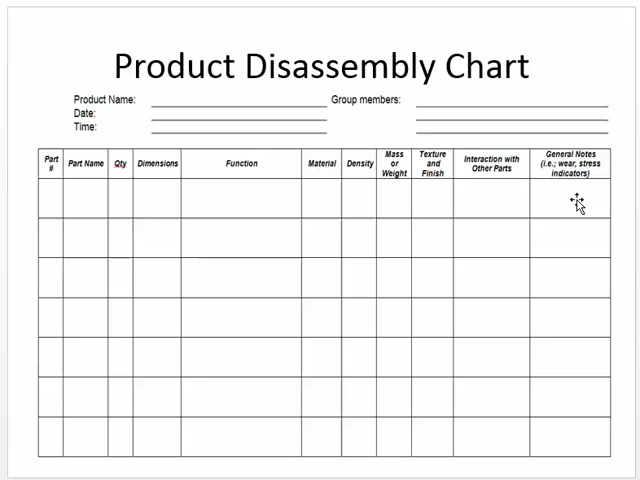 Product Disassembly Chart
Product Name: Group members:
Date:
Time:
Part # Part Name Qty Dimensions Function Material Density Mass or Weight Texture and Finish Interaction with Other Parts General Notes (i.e.; wear, stress indicators)